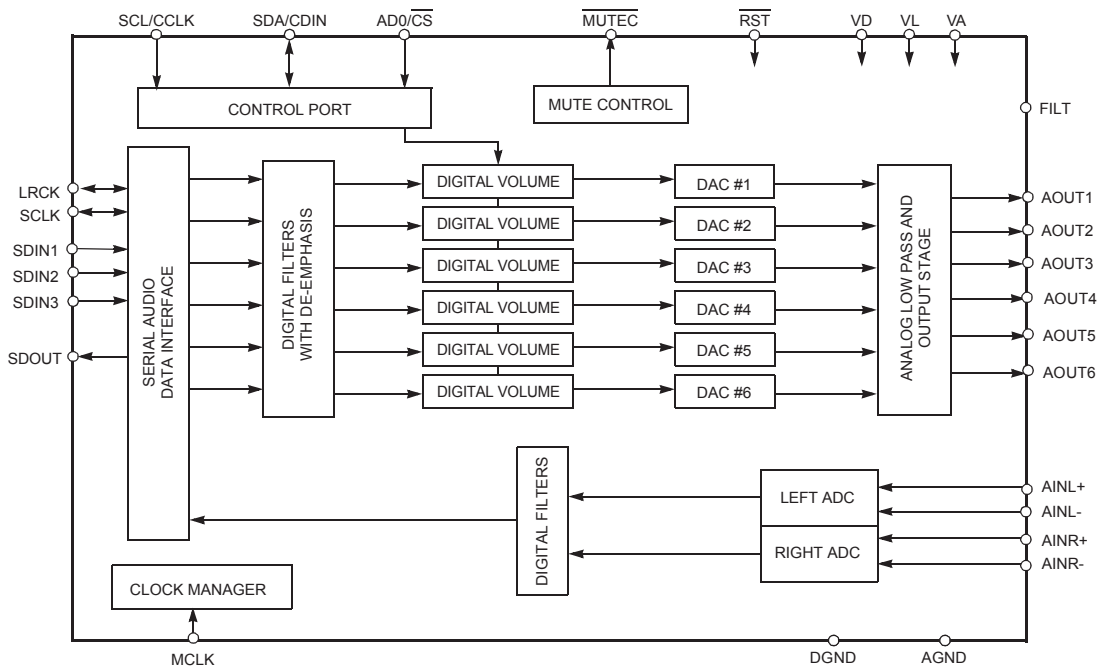 SCL/CCLK
SDA/CDIN
AD0/CS
MUTEC
RST
VD
VL
VA
CONTROL PORT
MUTE CONTROL
FILT
LRCK
SCLK
SDIN1
SDIN2
SDIN3
SDOUT
SERIAL AUDIO
DATA INTERFACE
DIGITAL FILTERS
WITH DE-EMPHASIS
DIGITAL VOLUME
DIGITAL VOLUME
DIGITAL VOLUME
DIGITAL VOLUME
DIGITAL VOLUME
DIGITAL VOLUME
DAC #1
DAC #2
DAC #3
DAC #4
DAC #5
DAC #6
ANALOG LOW PASS AND
OUTPUT STAGE
AOUT1
AOUT2
AOUT3
AOUT4
AOUT5
AOUT6
DIGITAL FILTERS
LEFT ADC
RIGHT ADC
AINL+
AINL-
AINR+
AINR-
CLOCK MANAGER
MCLK
DGND
AGND